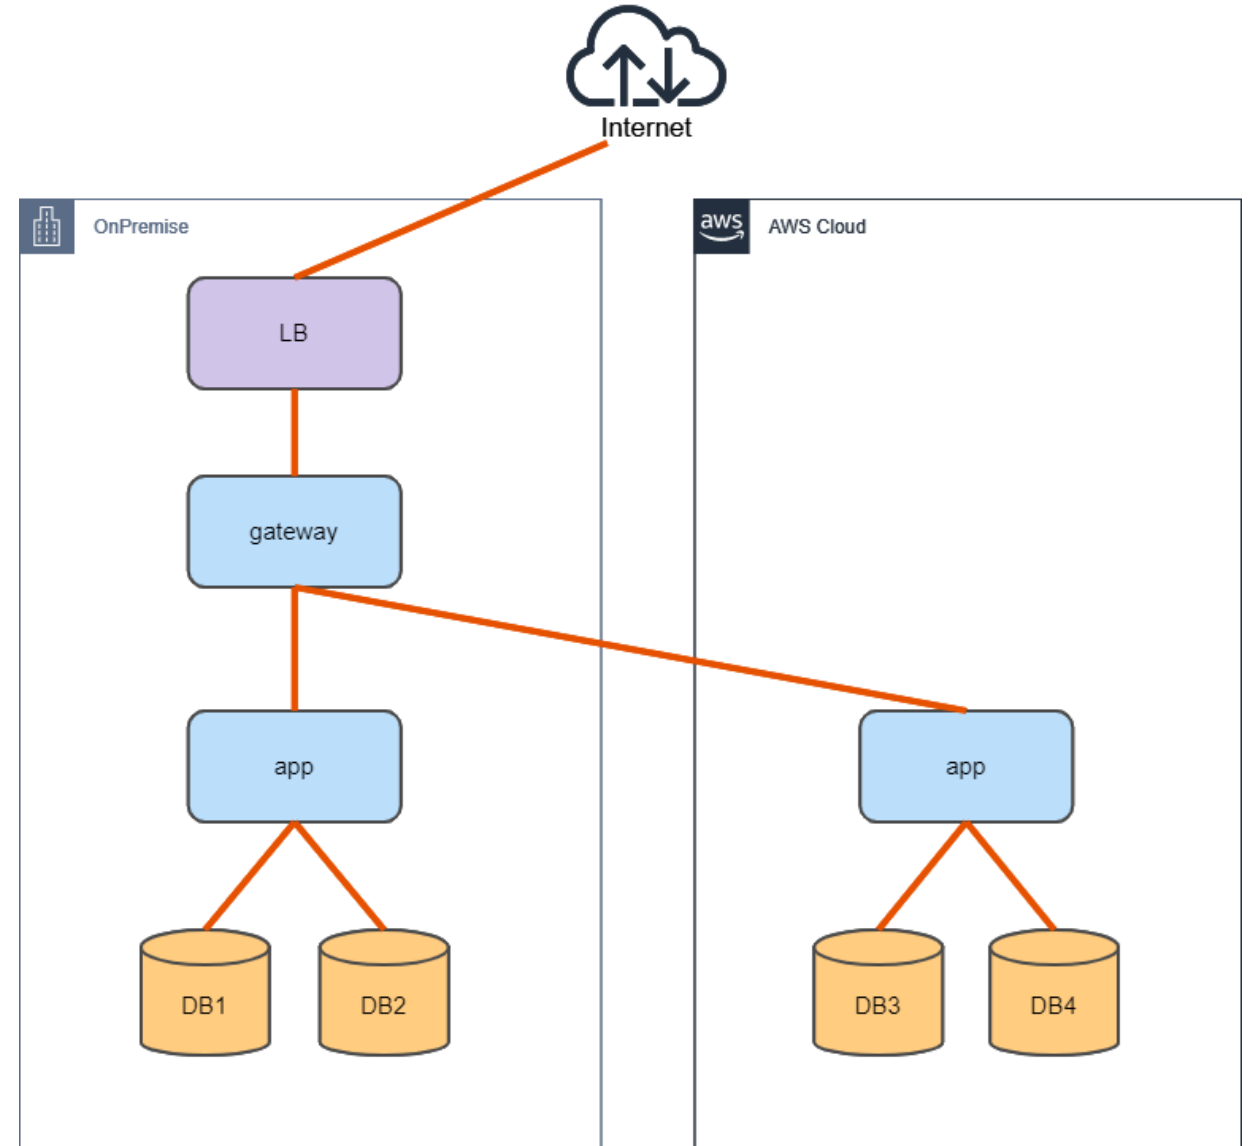 Internet
OnPremise
aws
AWS Cloud
LB
gateway
app
app
DB1
DB2
DB3
DB4